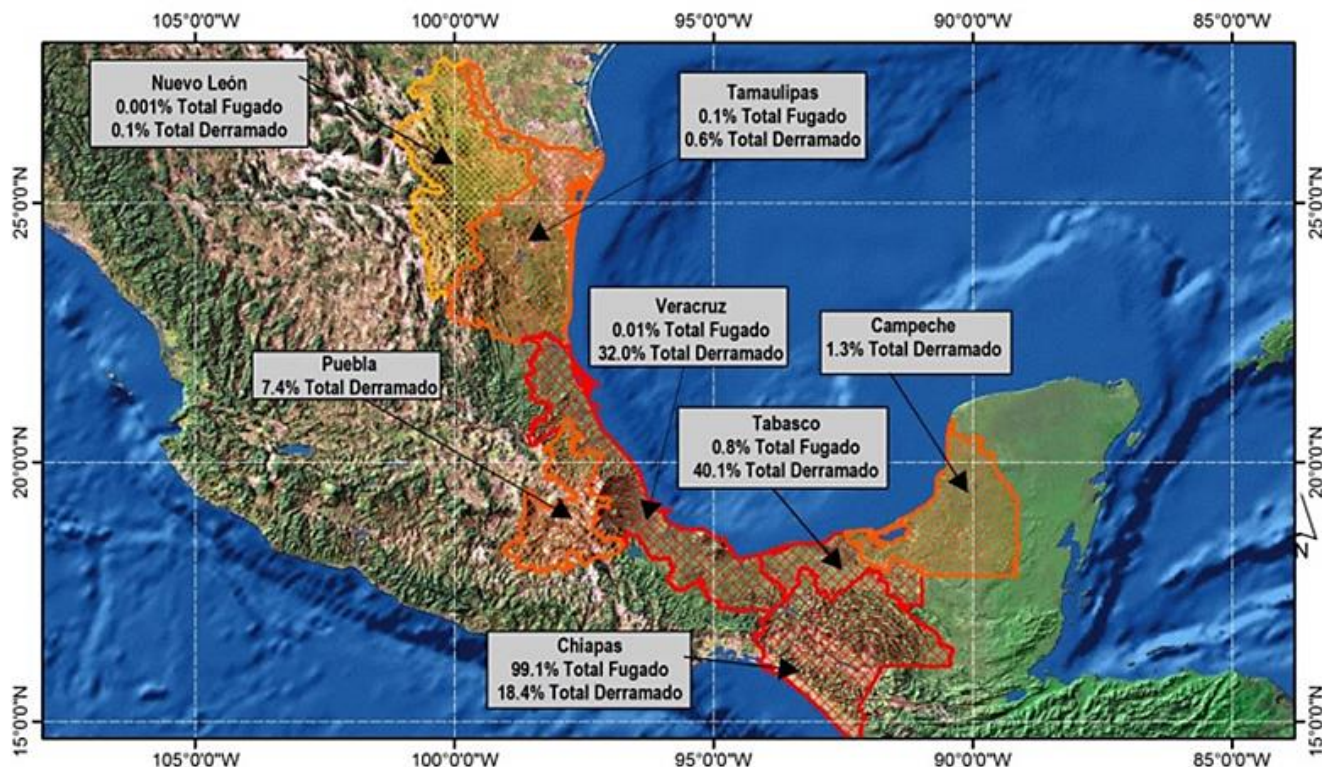 105°0'0"W
100°0'0"W
95°0'0"W
90°0'0"W
85°0'0"W
Nuevo León
0.001% Total Fugado
0.1% Total Derramado
Tamaulipas
0.1% Total Fugado
0.6% Total Derramado
25°0'0"N
25°0'0"N
Veracruz
0.01% Total Fugado
32.0% Total Derramado
Campeche
1.3% Total Derramado
Puebla
7.4% Total Derramado
Tabasco
0.8% Total Fugado
40.1% Total Derramado
20°0'0"N
20°0'0"N
N
Chiapas
99.1% Total Fugado
18.4% Total Derramado
15°0'0"N
15°0'0"N
105°0'0"W
100°0'0"W
95°0'0"W
90°0'0"W
85°0'0"W